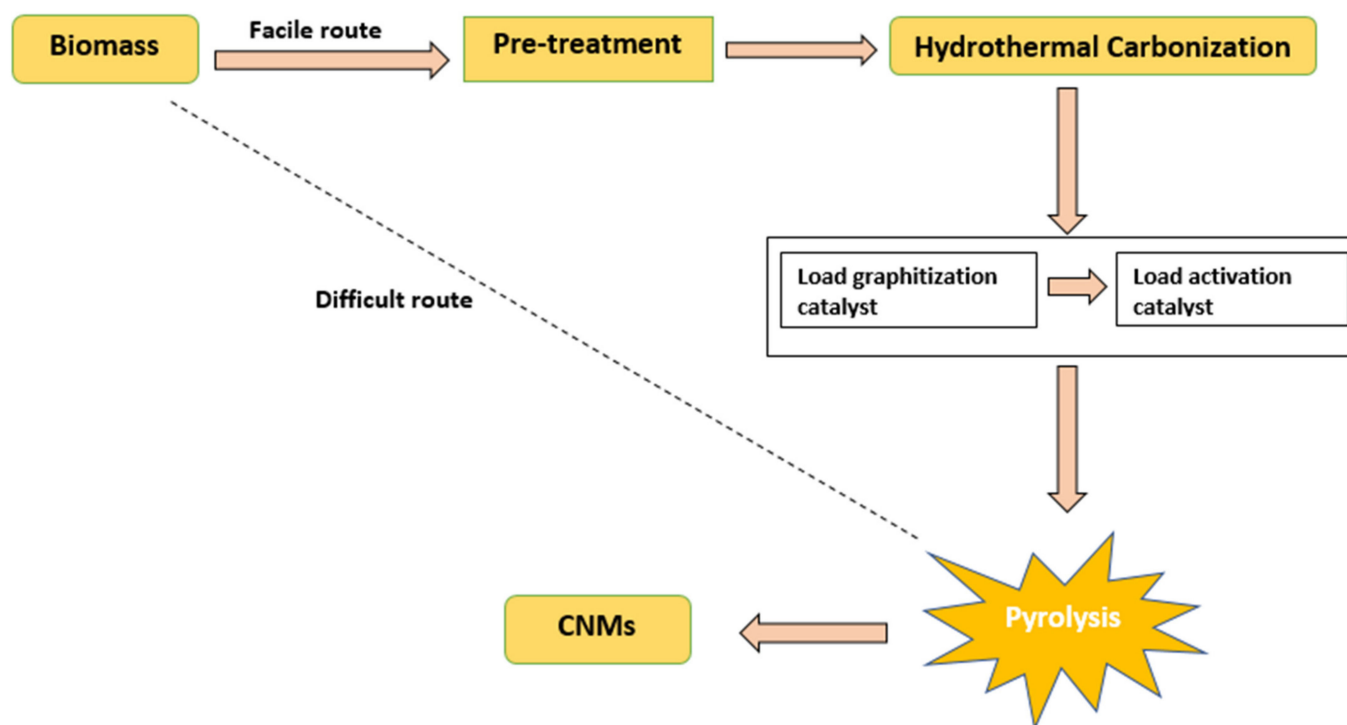 Biomass
Facile route
Pre-treatment
Hydrothermal Carbonization
Load graphitization
catalyst
Load activation
catalyst
Difficult route
Pyrolysis
CNMs